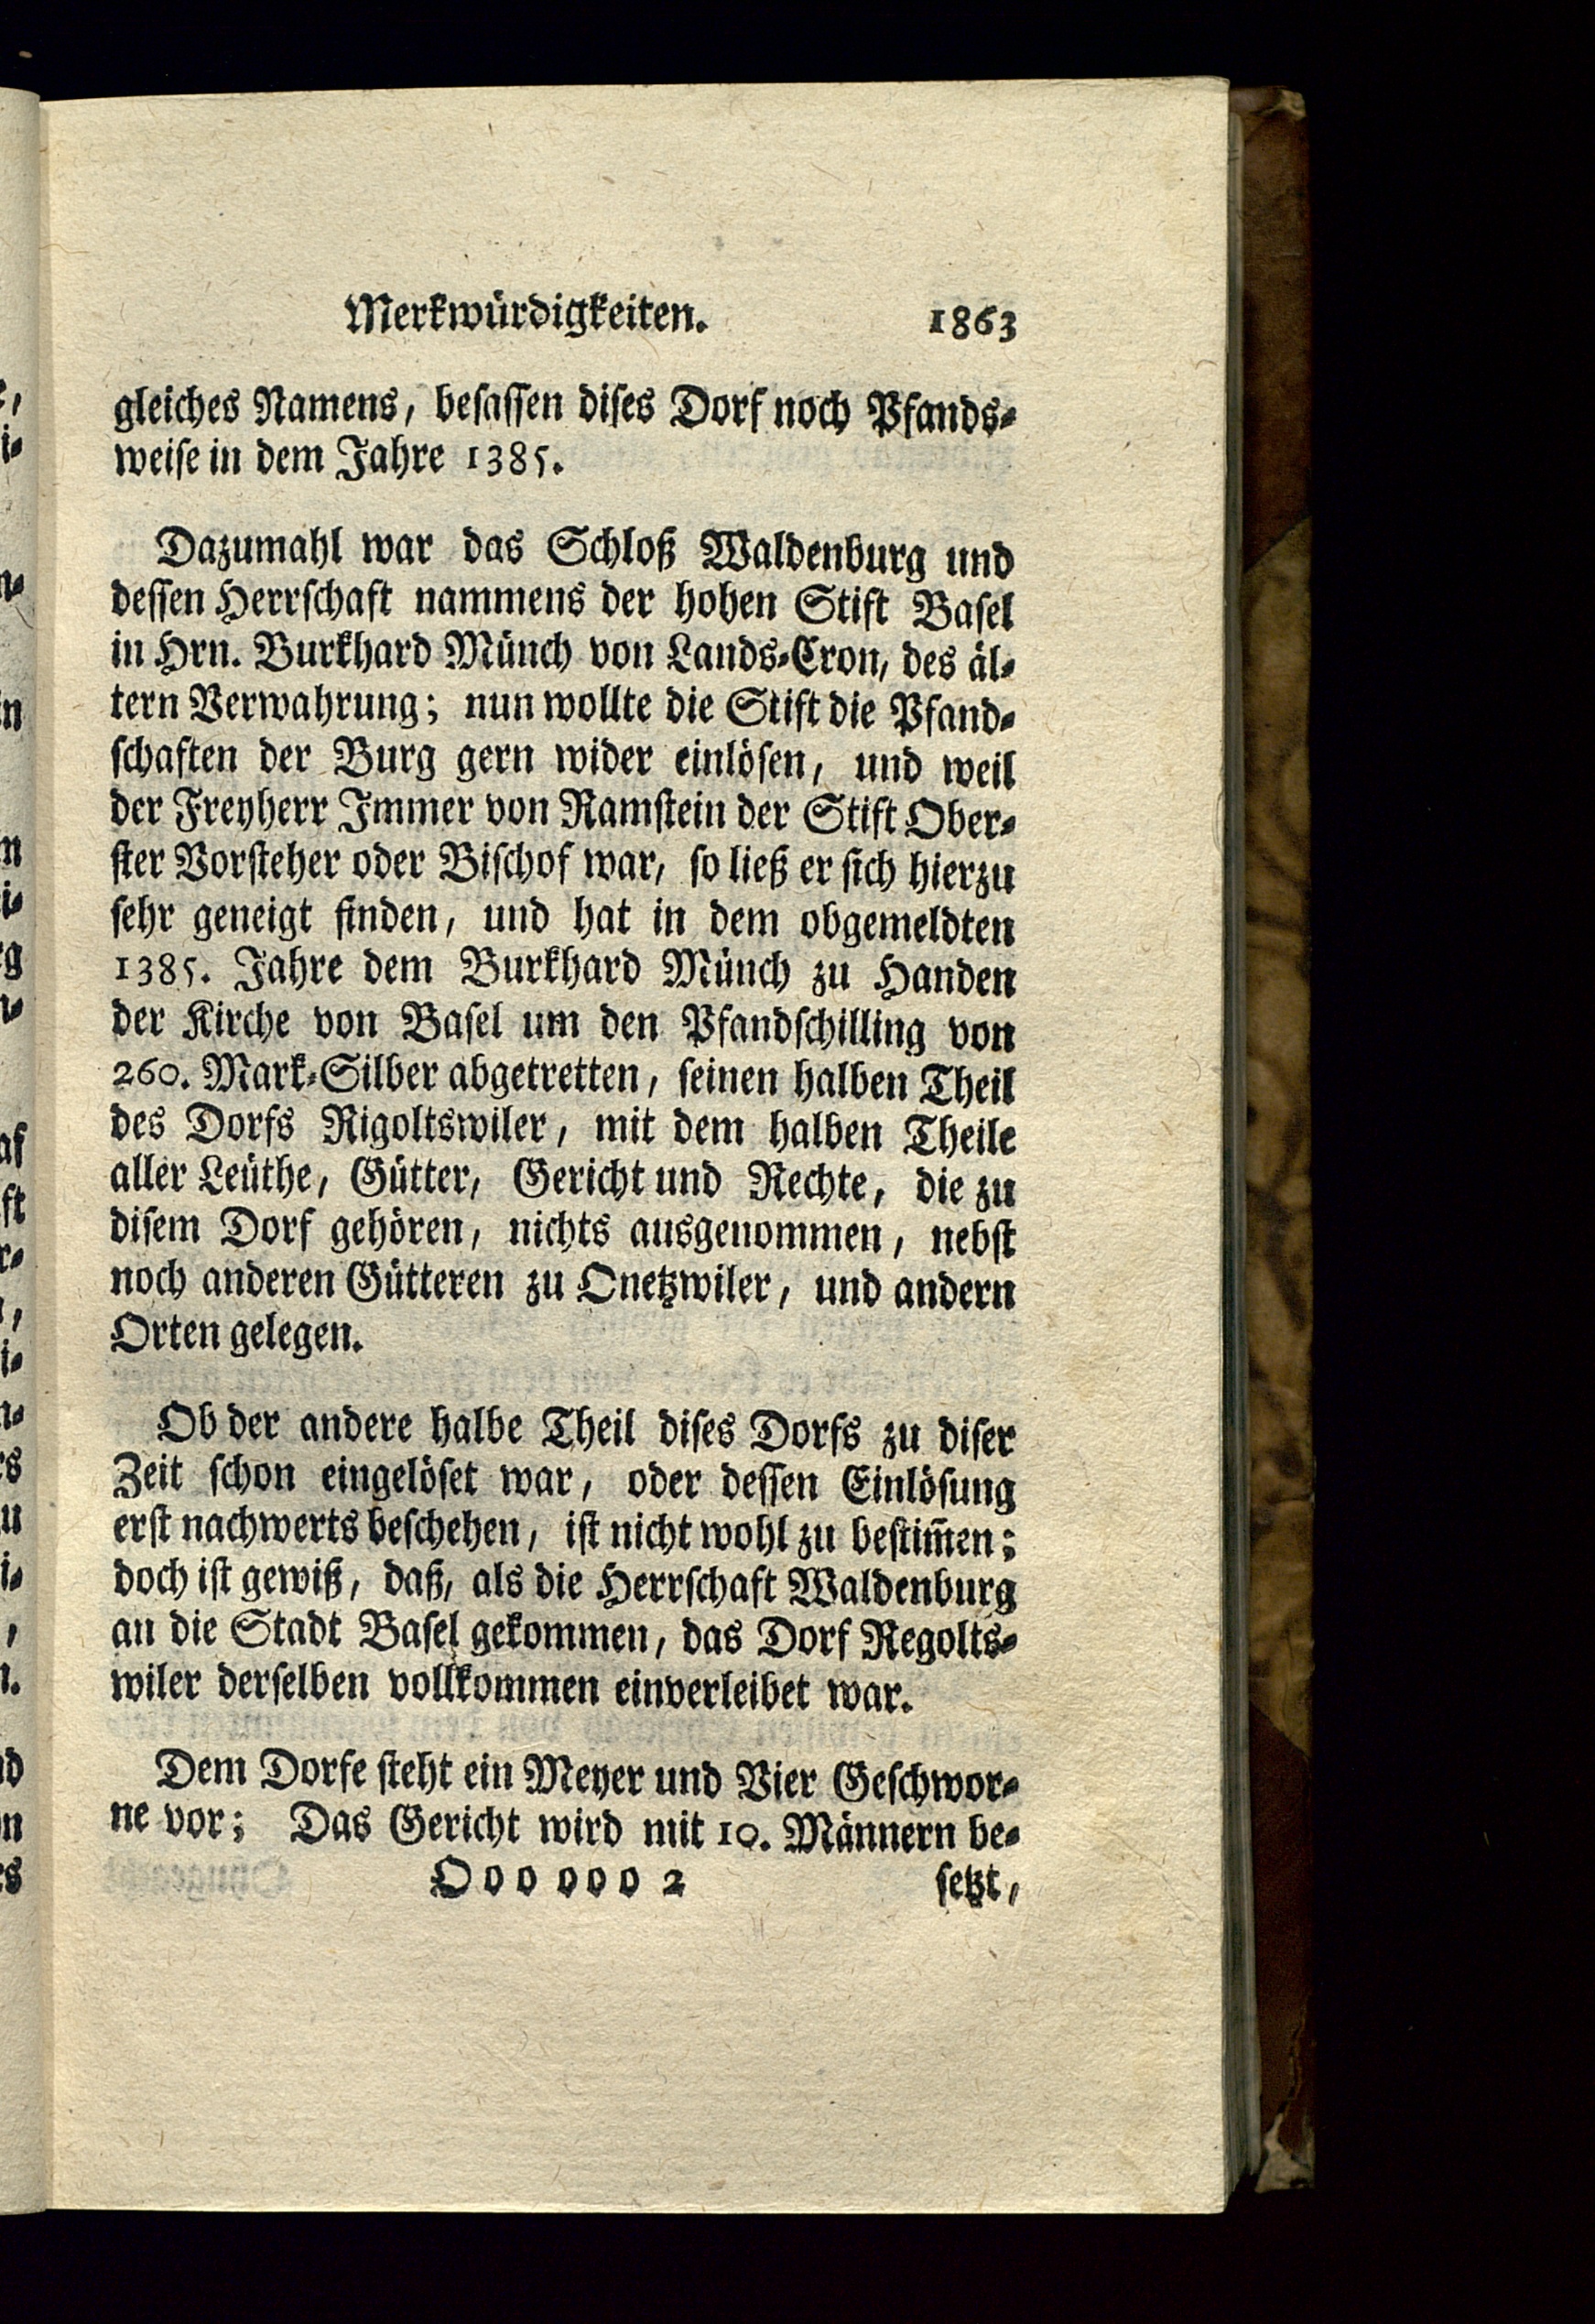 Merkwürdigkeiten. 1863
gleiches Namens, besassen dises Dorf noch Pfands-
weise in dem Jahre 1385.
Dazumahl war das Schloß Waldenburg und
dessen Herrschaft nammens der hohen Stift Basel
in Hrn. Burkhard Münch von Lands-Cron, des äl-
tern Verwahrung; nun wollte die Stift die Pfand-
schaften der Burg gern wider einlösen, und weil
der Freyherr Immer von Ramstein der Stift Ober-
ster Vorsteher oder Bischof war, so ließ er sich hierzu
sehr geneigt finden, und hat in dem obgemeldten
1385. Jahre dem Burkhard Münch zu Handen
der Kirche von Basel um den Pfandschilling von
260. Mark-Silber abgetretten, seinen halben Theil
des Dorfs Rigoltswiler, mit dem halben Theile
aller Leüthe, Gütter, Gericht und Rechte, die zu
disem Dorf gehören, nichts ausgenommen, nebst
noch anderen Gütteren zu Onetzwiler, und andern
Orten gelegen.
Ob der andere halbe Theil dises Dorfs zu diser
Zeit schon eingelöset war, oder dessen Einlösung
erst nachwerts beschehen, ist nicht wohl zu bestim̄en;
doch ist gewiß, daß, als die Herrschaft Waldenburg
an die Stadt Basel gekommen, das Dorf Regolts-
wiler derselben vollkommen einverleibet war.
Dem Dorfe steht ein Meyer und Vier Geschwor-
ne vor; Das Gericht wird mit 10. Männern be-
O o o o o o 2 setzt,